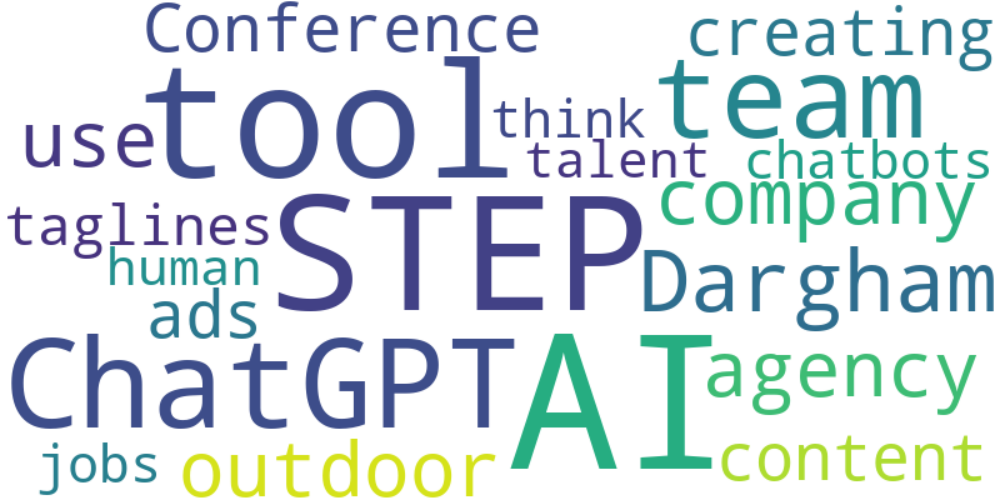 Conference
creating
tool
team
think
use
talent
chatbots
company
taglines
STEP
human
Dargham
ads
ChatGPT
AI
agency
jobs
outdoor
content